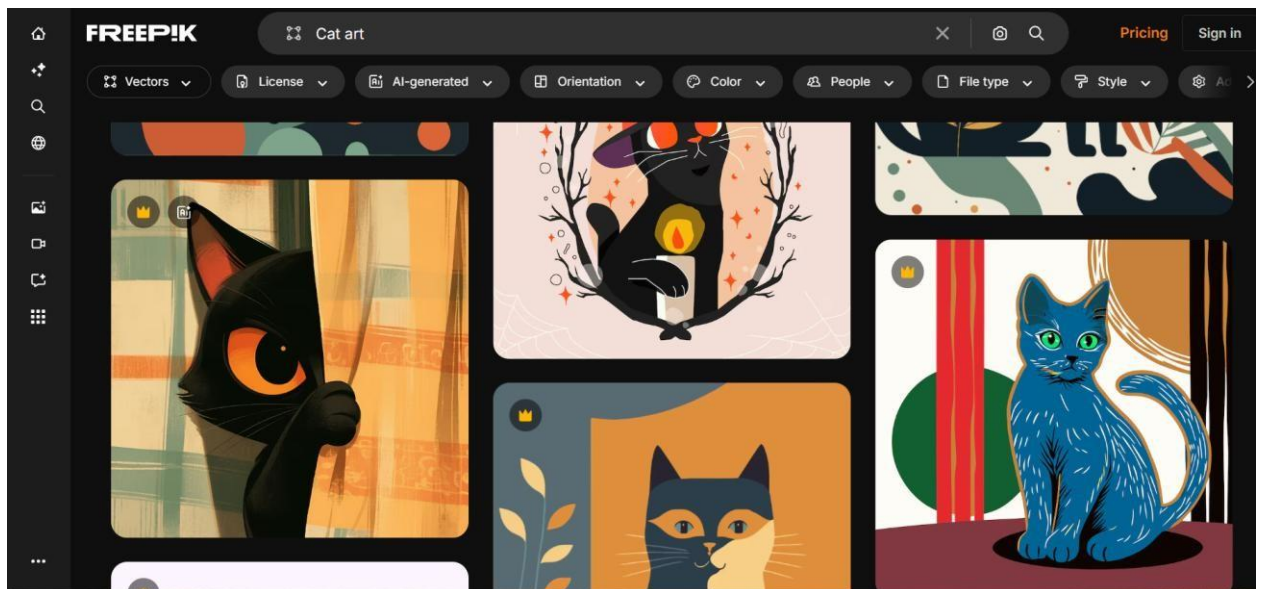 FREEP!K
Cat art
Pricing
Sign in
Vectors
License
AI-generated
Orientation
Color
People
File type
Style